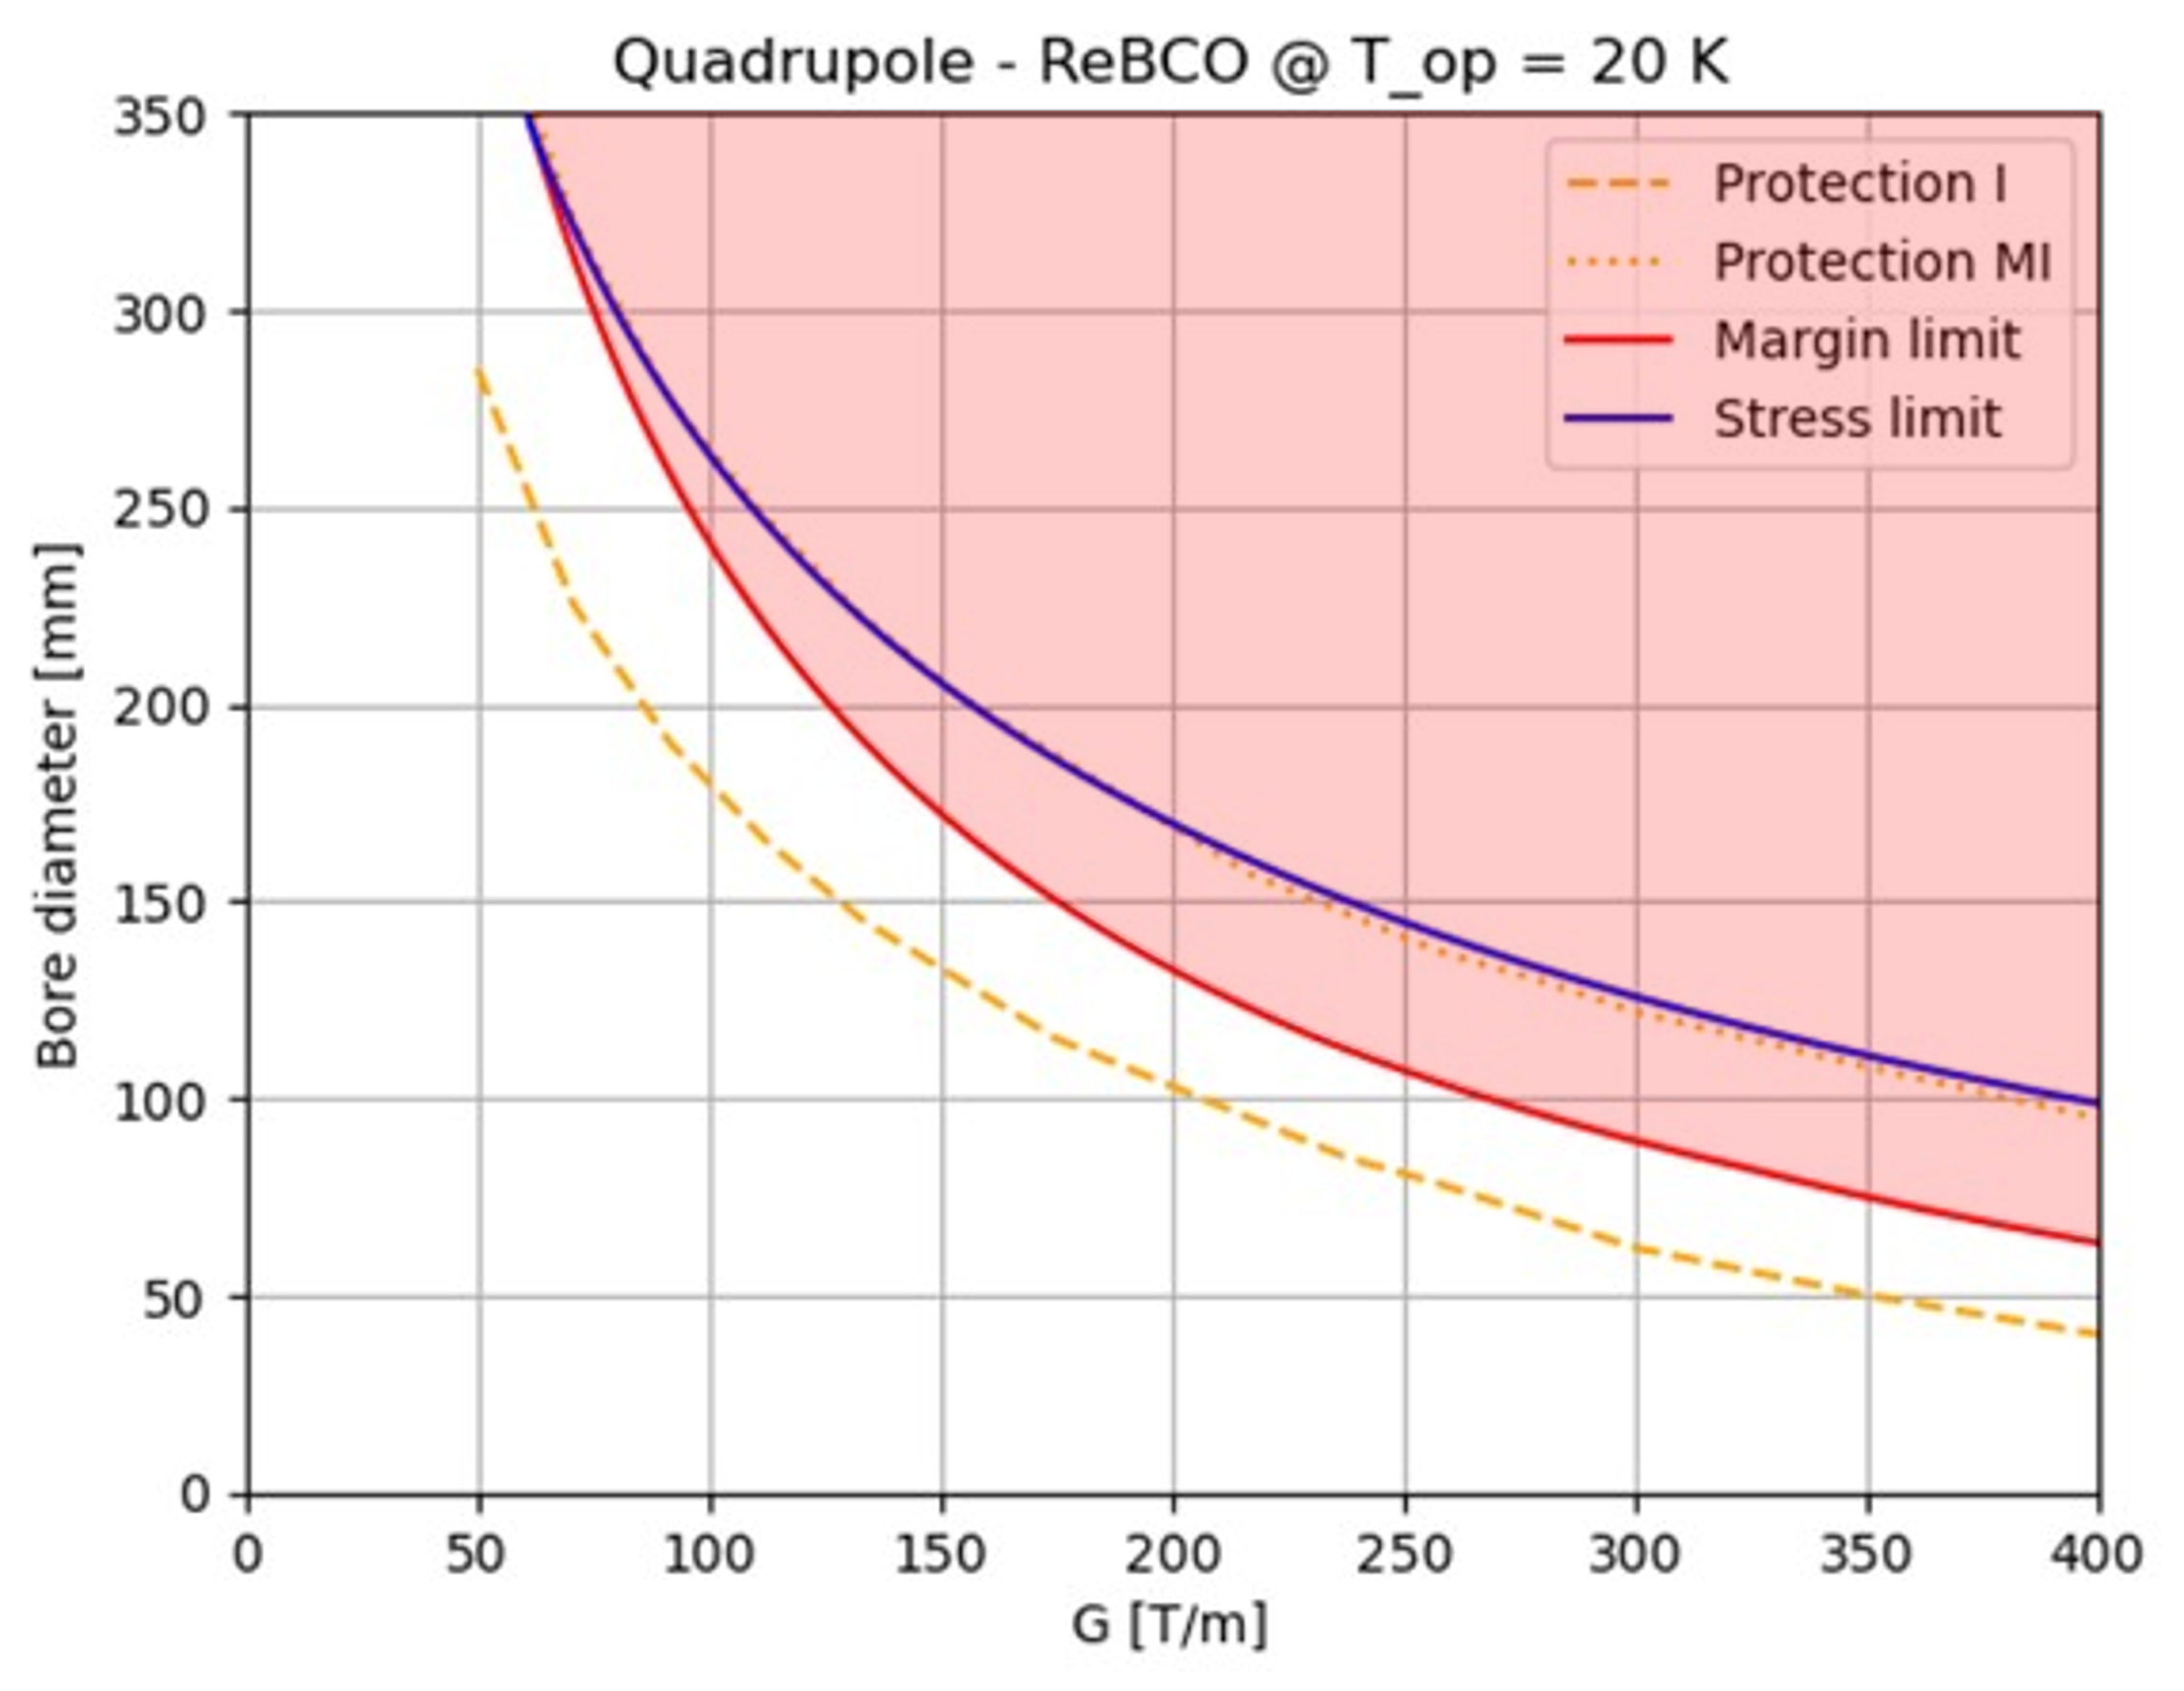 Quadrupole - ReBCO @ T_op = 20 K
350
300
250
200
150
100
50
0
Bore diameter [mm]
Protection I
Protection MI
Margin limit
Stress limit
0 50 100 150 200 250 300 350 400
G [T/m]